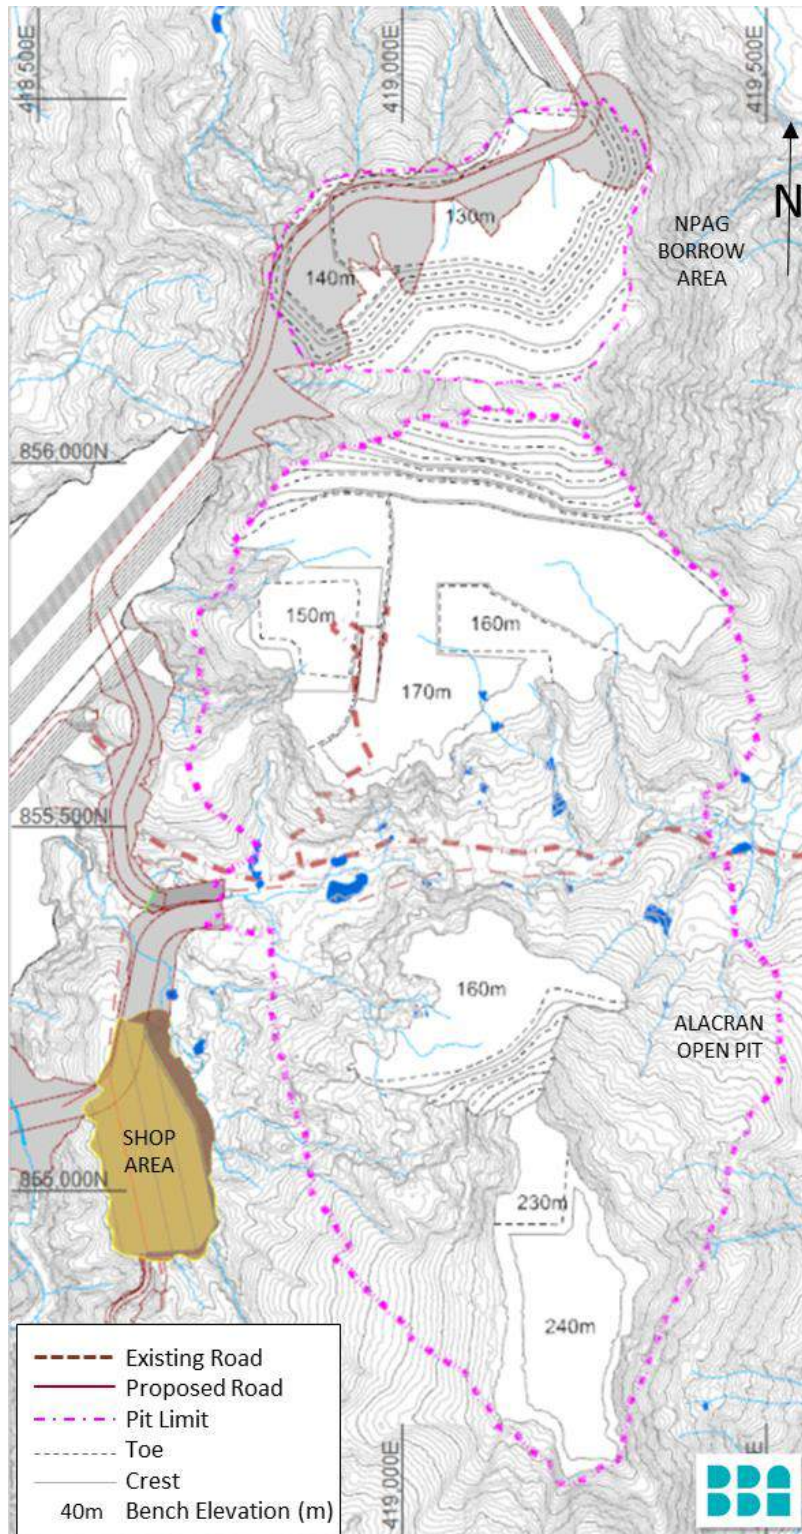 418,500E
419,000E
419,500E
N
NPAG
BORROW
AREA
130m
140m
856,000N
150m
160m
170m
855,500N
160m
ALACRAN
OPEN PIT
SHOP
AREA
855,000N
230m
240m
Existing Road
Proposed Road
Pit Limit
Toe
Crest
40m Bench Elevation (m)
419,000E
BBA